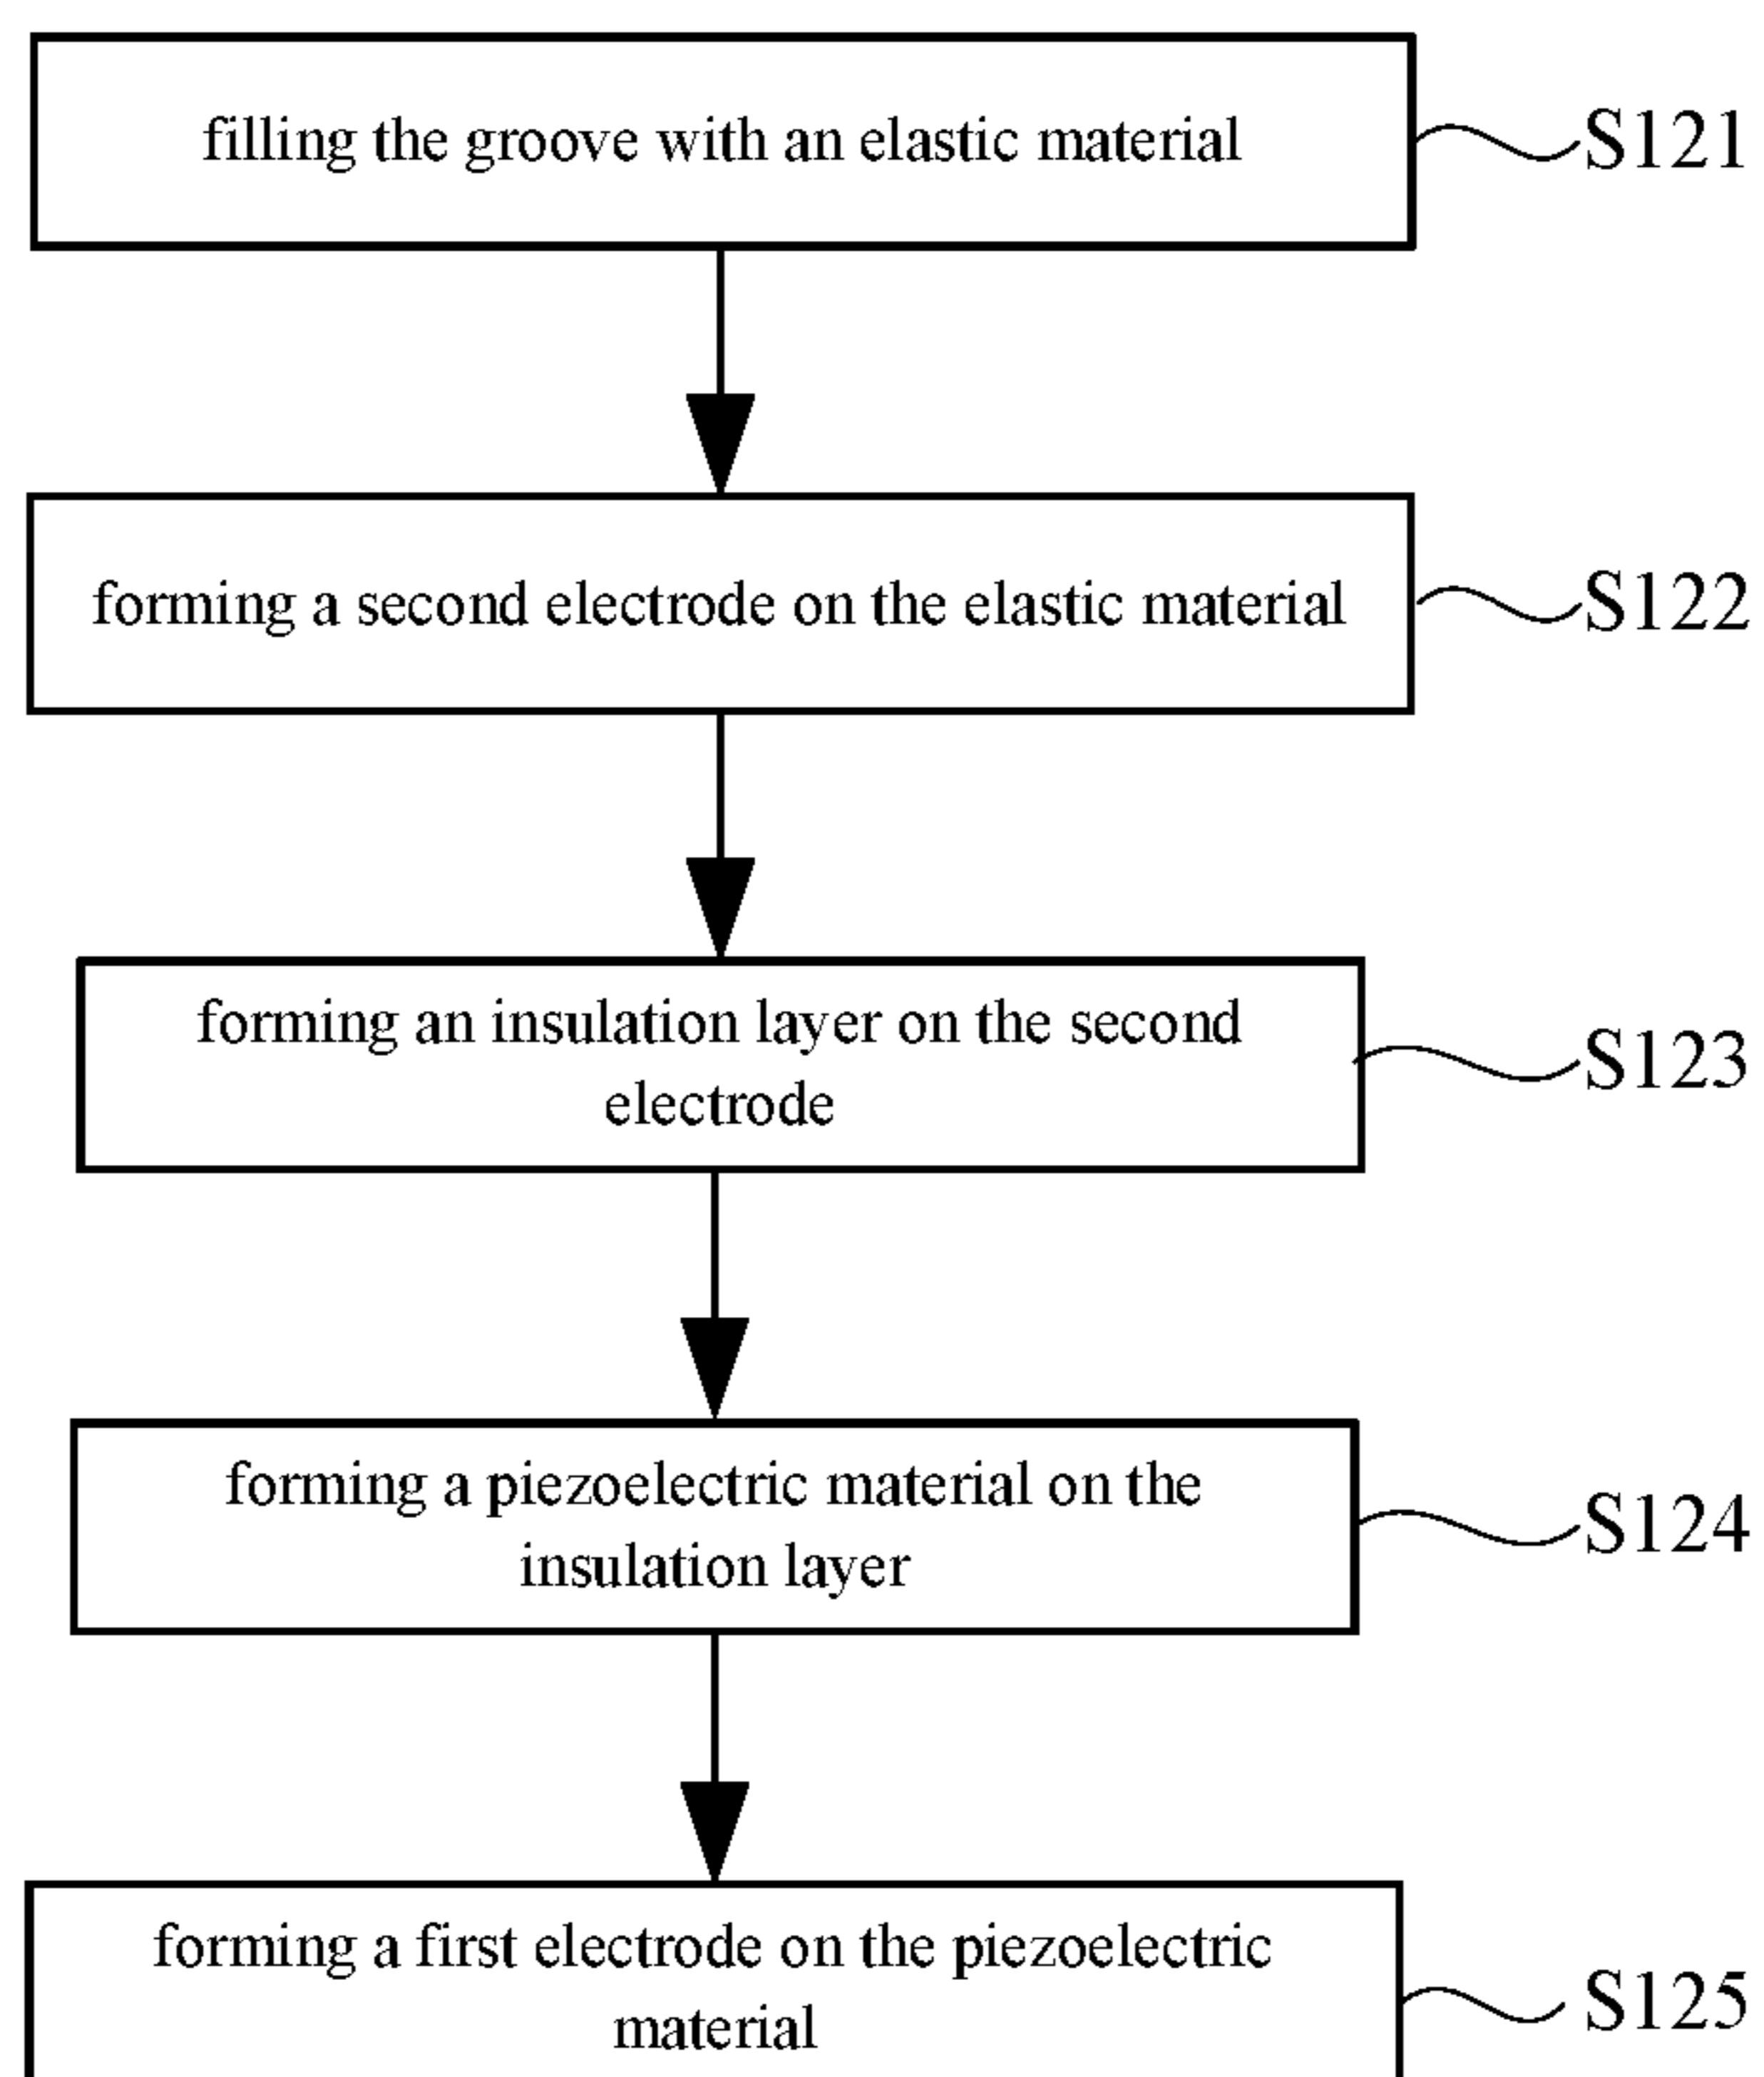 filling the groove with an elastic material
S121
forming a second electrode on the elastic material
S122
forming an insulation layer on the second
electrode
S123
forming a piezoelectric material on the
insulation layer
S124
forming a first electrode on the piezoelectric
material
S125